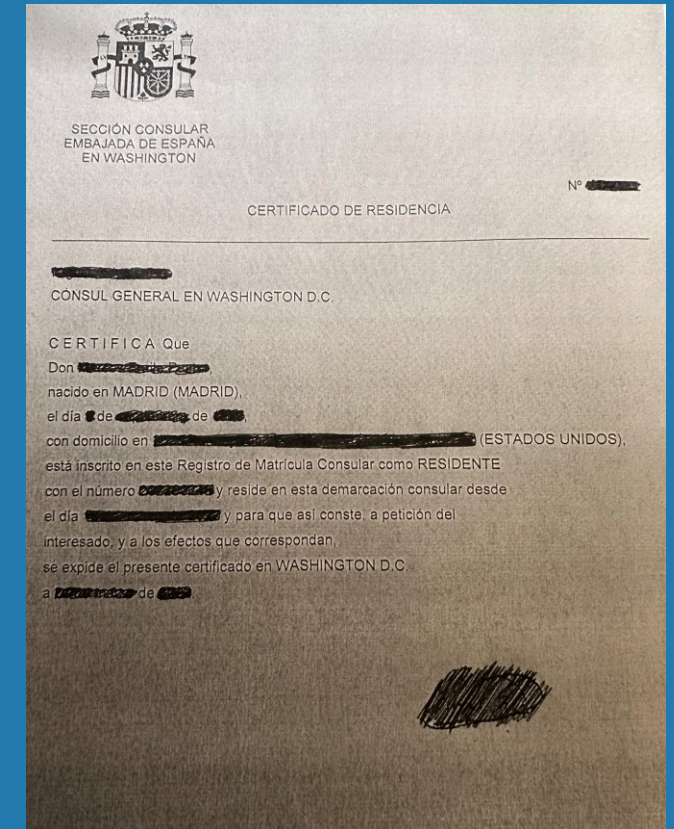 SECCIÓN CONSULAR
EMBAJADA DE ESPAÑA
EN WASHINGTON
Nº
CERTIFICADO DE RESIDENCIA
CONSUL GENERAL EN WASHINGTON D.C.
C E R T I F I C A Que
Don
nacido en MADRID (MADRID),
el día de de
con domicilio en (ESTADOS UNIDOS),
está inscrito en este Registro de Matrícula Consular como RESIDENTE
con el número y reside en esta demarcación consular desde
el día y para que así conste, a petición del
interesado, y a los efectos que correspondan,
se expide el presente certificado en WASHINGTON D.C.
a de